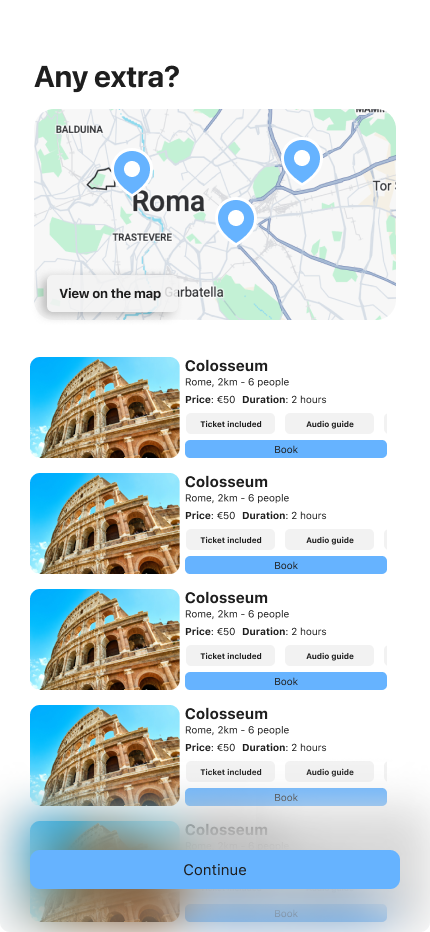 Any extra?
MAMM
BALDUINA
Roma
Tor S
TRASTEVERE
View on the map
Garbatella
Colosseum
Rome, 2km - 6 people
Price: €50 Duration: 2 hours
Ticket included Audio guide
Book
Colosseum
Rome, 2km - 6 people
Price: €50 Duration: 2 hours
Ticket included Audio guide
Book
Colosseum
Rome, 2km - 6 people
Price: €50 Duration: 2 hours
Ticket included Audio guide
Book
Colosseum
Rome, 2km - 6 people
Price: €50 Duration: 2 hours
Ticket included Audio guide
Book
Colosseum
Continue
Book